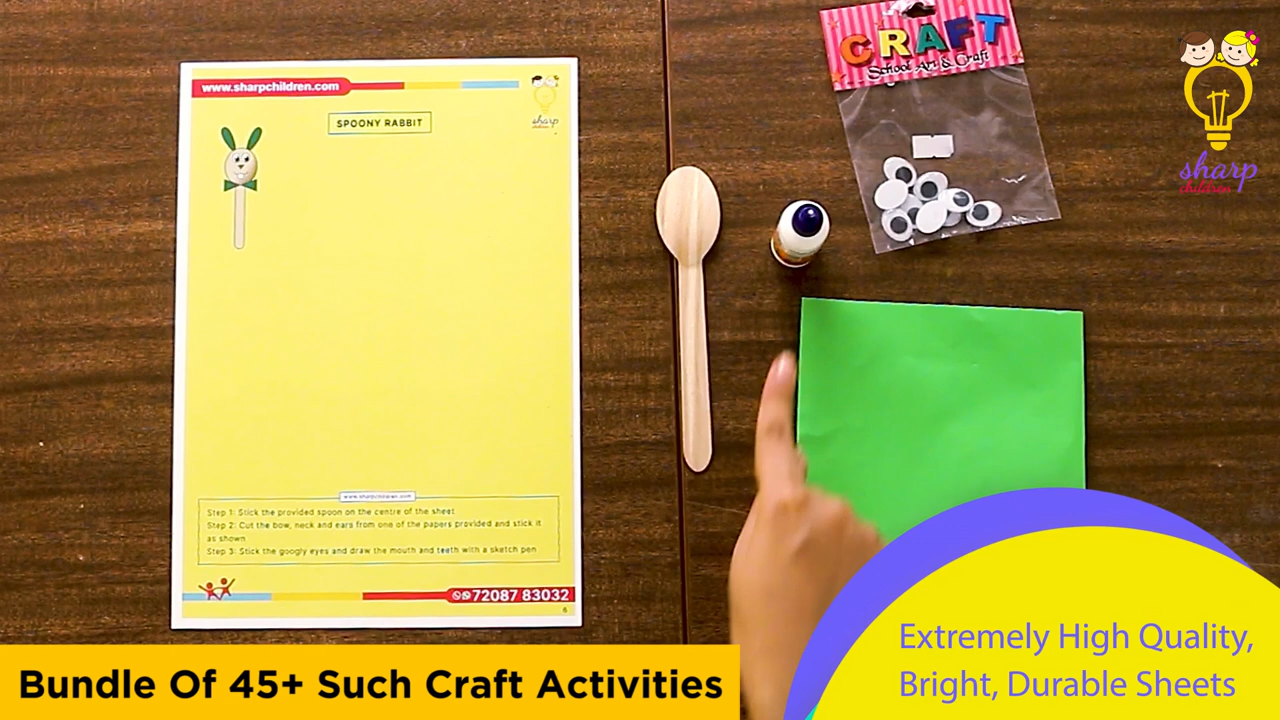 www.sharpchildren.com
SPOONY RABBIT
sharp
children
www.sharpchildren.com
Step 1: Stick the provided spoon on the centre of the sheet
Step 2: Cut the bow, neck and ears from one of the papers provided and stick it
as shown
Step 3: Stick the googly eyes and draw the mouth and teeth with a sketch pen
72087 83032
6
CRAFT
School Art & Craft
sharp
children
Bundle Of 45+ Such Craft Activities
Extremely High Quality,
Bright, Durable Sheets